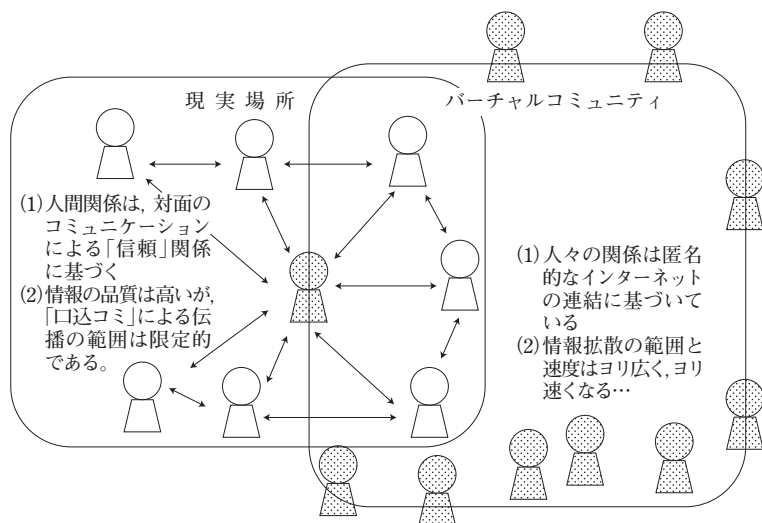 現実場所
バーチャルコミュニティ
(1)人間関係は，対面の
コミュニケーション
による「信頼」関係
に基づく
(2)情報の品質は高いが，
「口込コミ」による伝
播の範囲は限定的
である。
(1)人々の関係は匿名
的なインターネット
の連結に基づいて
いる
(2)情報拡散の範囲と
速度はヨリ広く，ヨリ
速くなる…